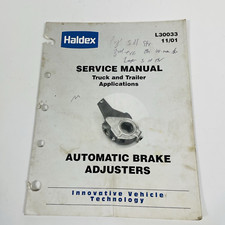 Haldex
L30033
11/01
SERVICE MANUAL
Truck and Trailer
Applications
AUTOMATIC BRAKE
ADJUSTERS
Innovative Vehicle
Technology